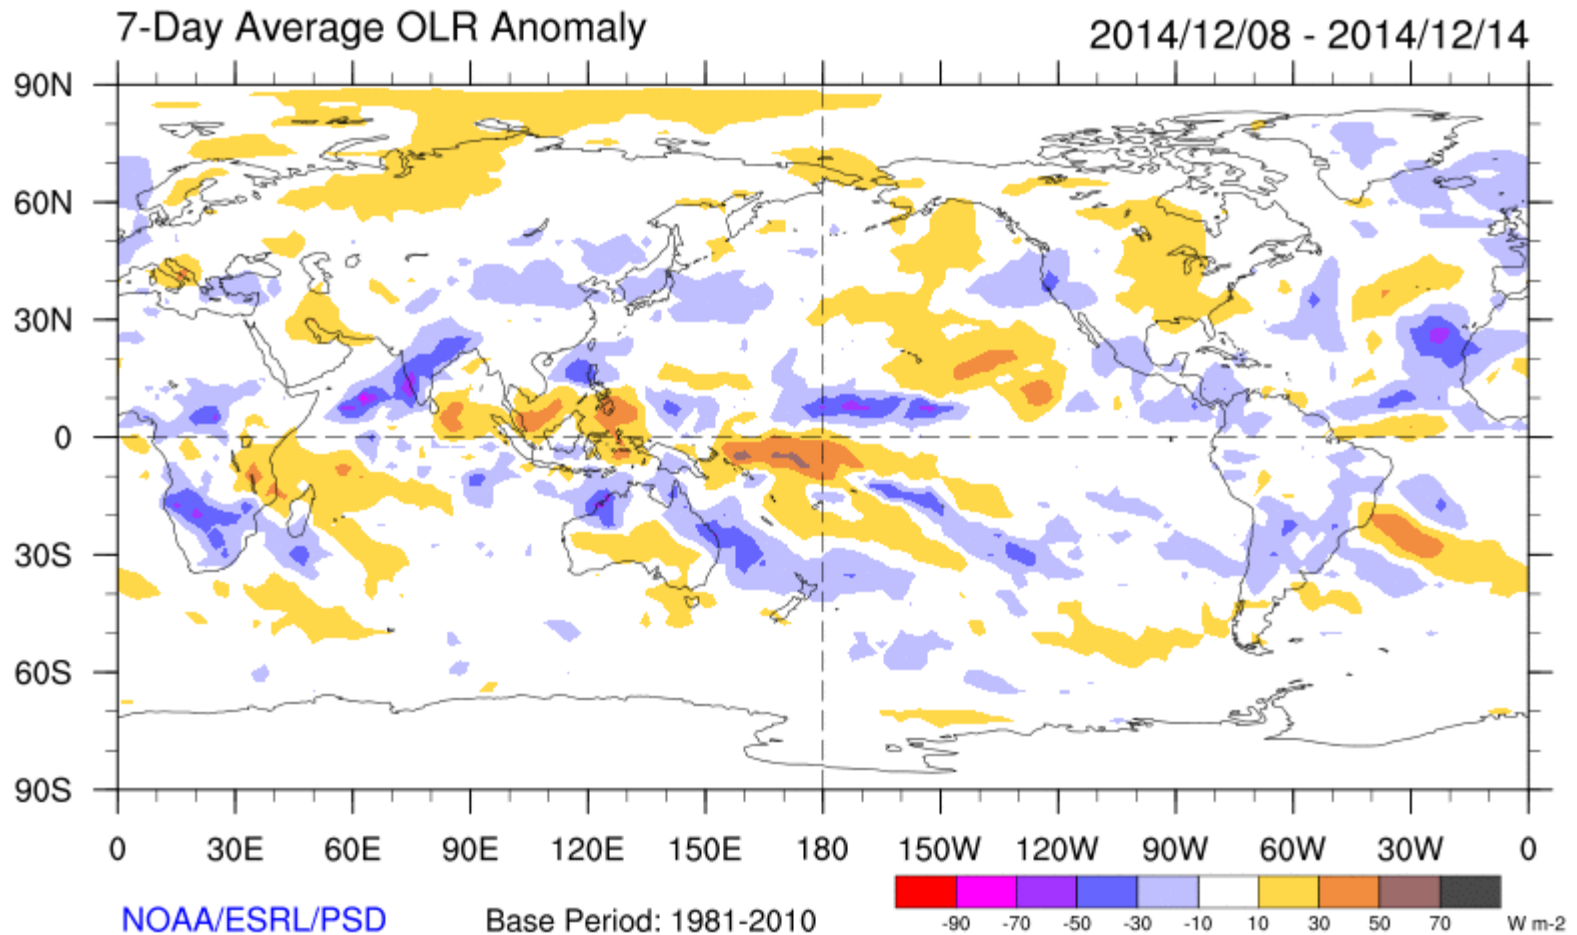 7-Day Average OLR Anomaly
2014/12/08 - 2014/12/14
90N
60N
30N
0
30S
60S
90S
0 30E 60E 90E 120E 150E 180 150W 120W 90W 60W 30W 0
-90 -70 -50 -30 -10 10 30 50 70 W m-2
NOAA/ESRL/PSD
Base Period: 1981-2010